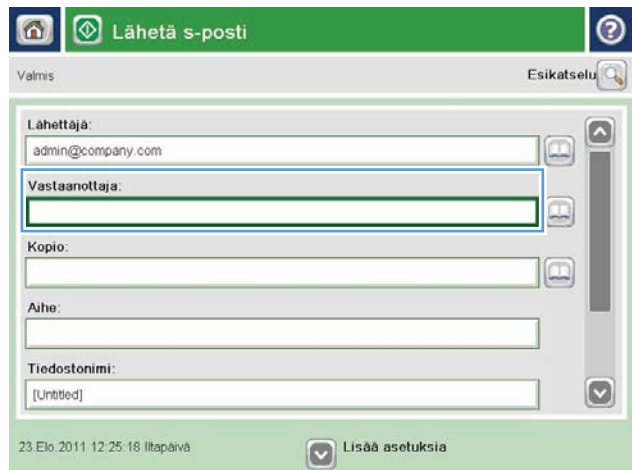 Lähetä s-posti
Valmis
Esikatselu
Lähettäjä:
admin@company.com
Vastaanottaja:
Kopio:
Aihe:
Tiedostonimi:
[Untitled]
23.Elo.2011 12:25:18 Iltapäivä
Lisää asetuksia